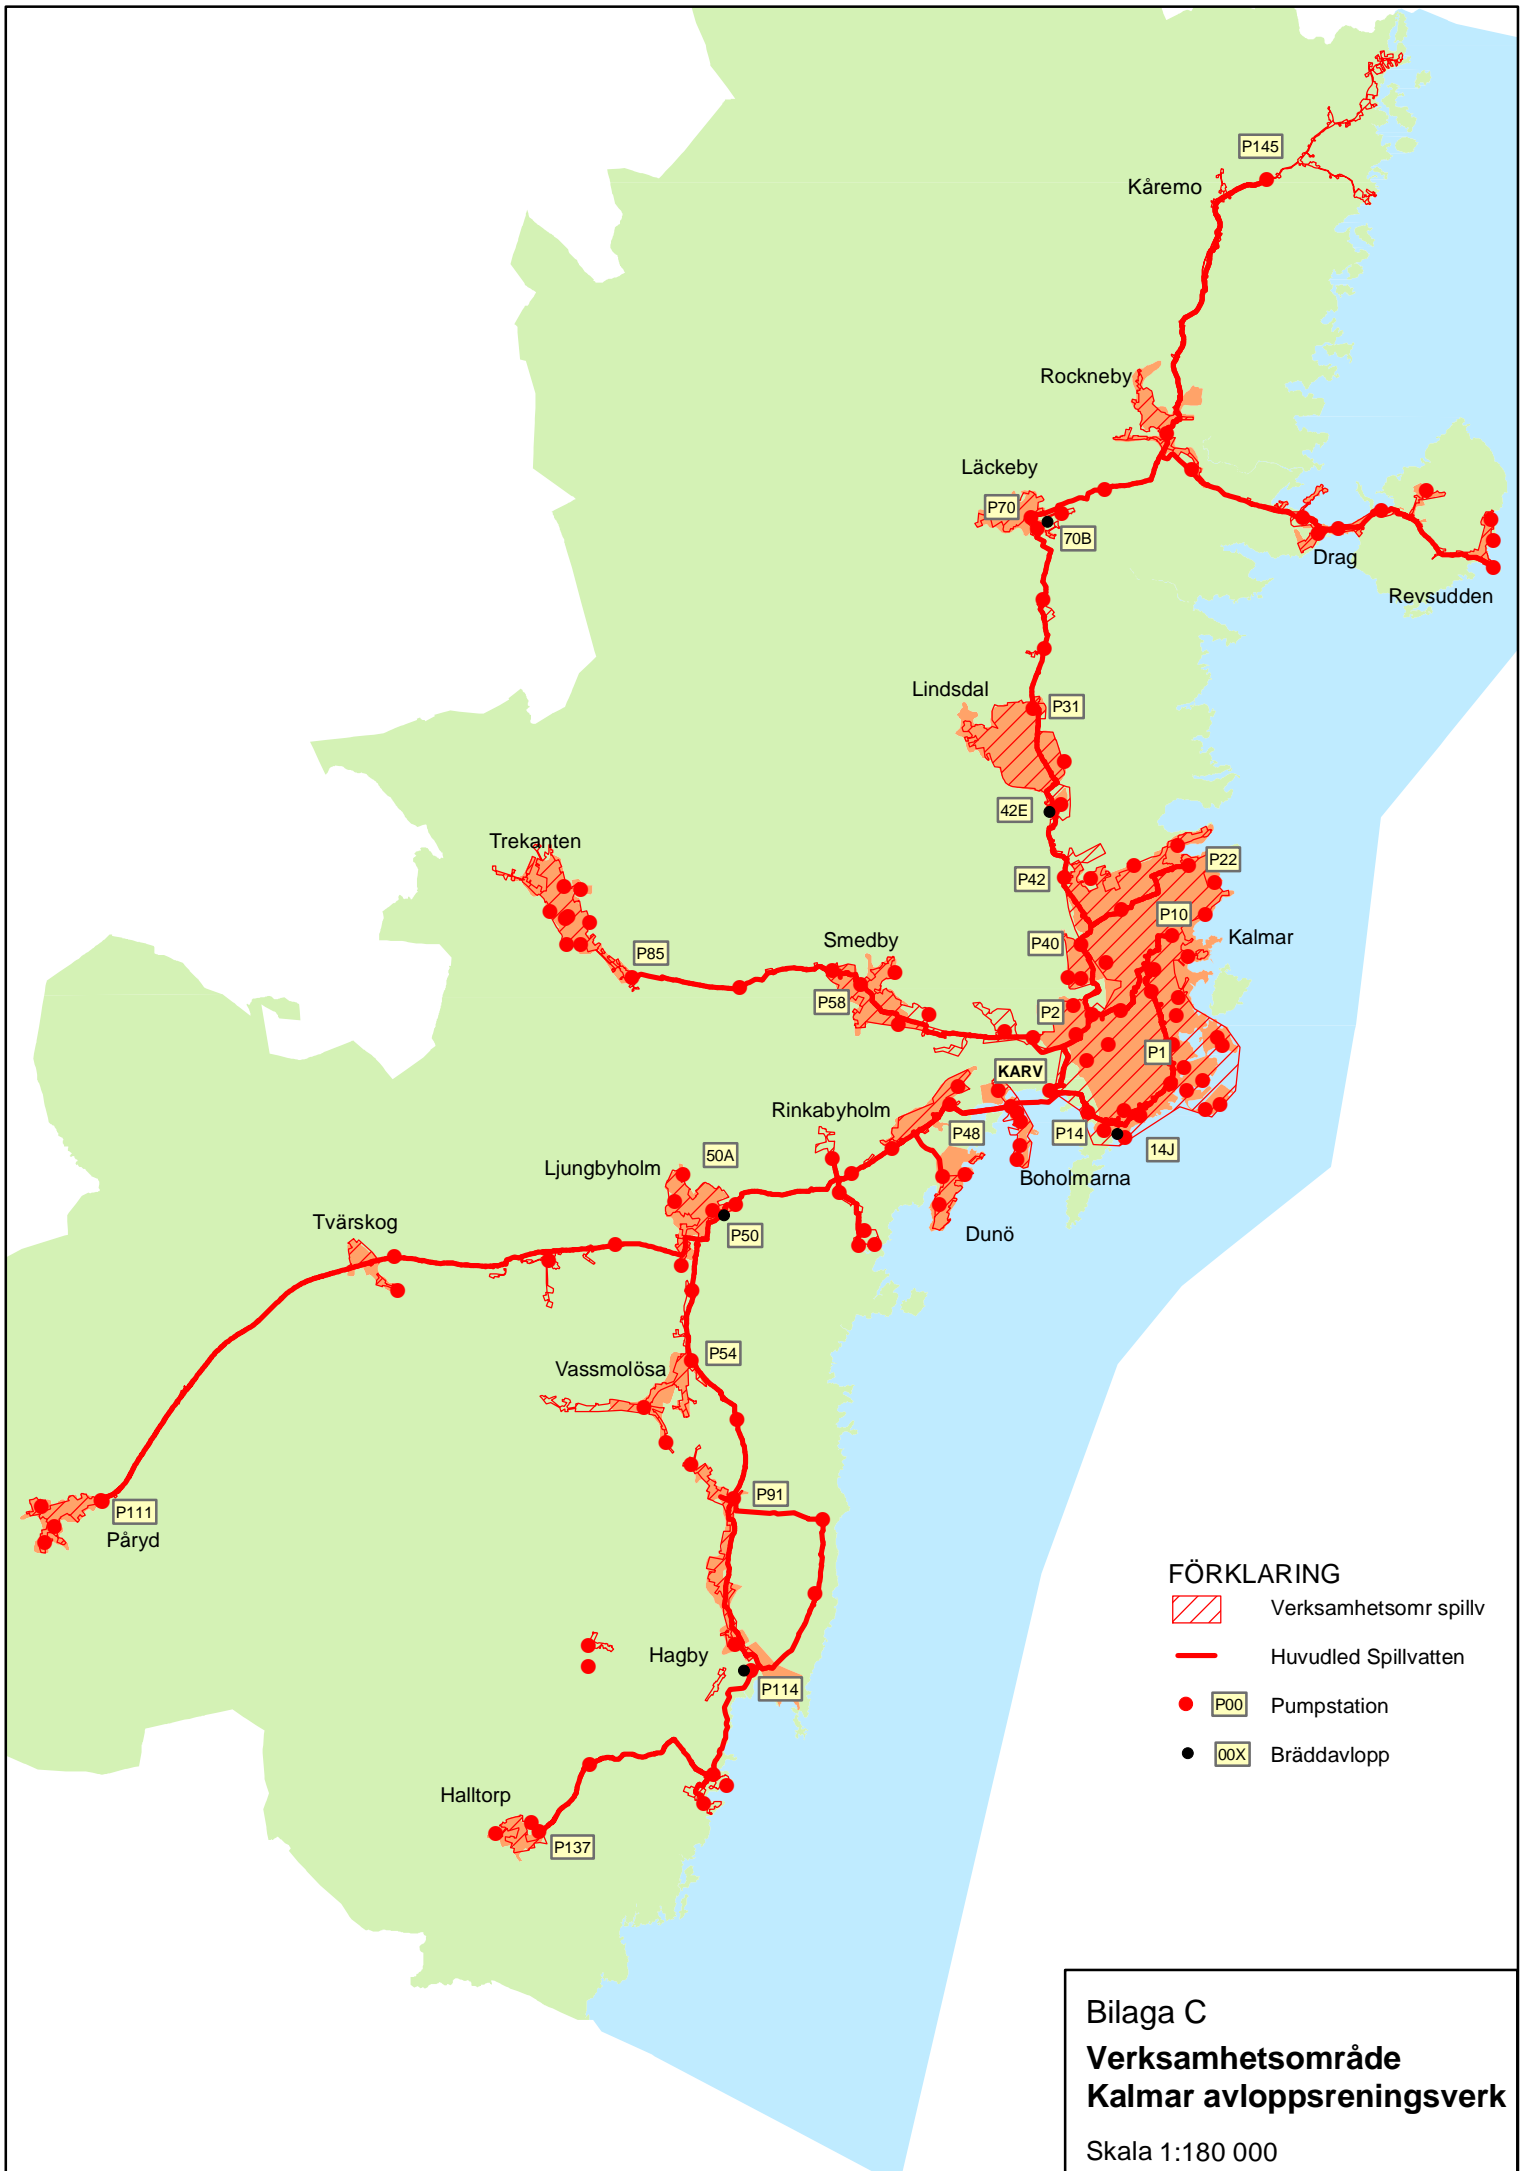 P145
Kåremo
Rockneby
Läckeby
P70
70B
Drag
Revsudden
Lindsdal
P31
42E
Trekanten
P22
P42
P10
Kalmar
P40
Smedby
P85
P58
P2
P1
KARV
Rinkabyholm
P48
P14
14J
50A
Ljungbyholm
Boholmarna
Tvärskog
P50
Dunö
P54
Vassmolösa
P91
P111
Påryd
FÖRKLARING
Verksamhetsomr spillv
Huvudled Spillvatten
P00 Pumpstation
00X Bräddavlopp
Hagby
P114
Halltorp
P137
Bilaga C
Verksamhetsområde
Kalmar avloppsreningsverk
Skala 1:180 000